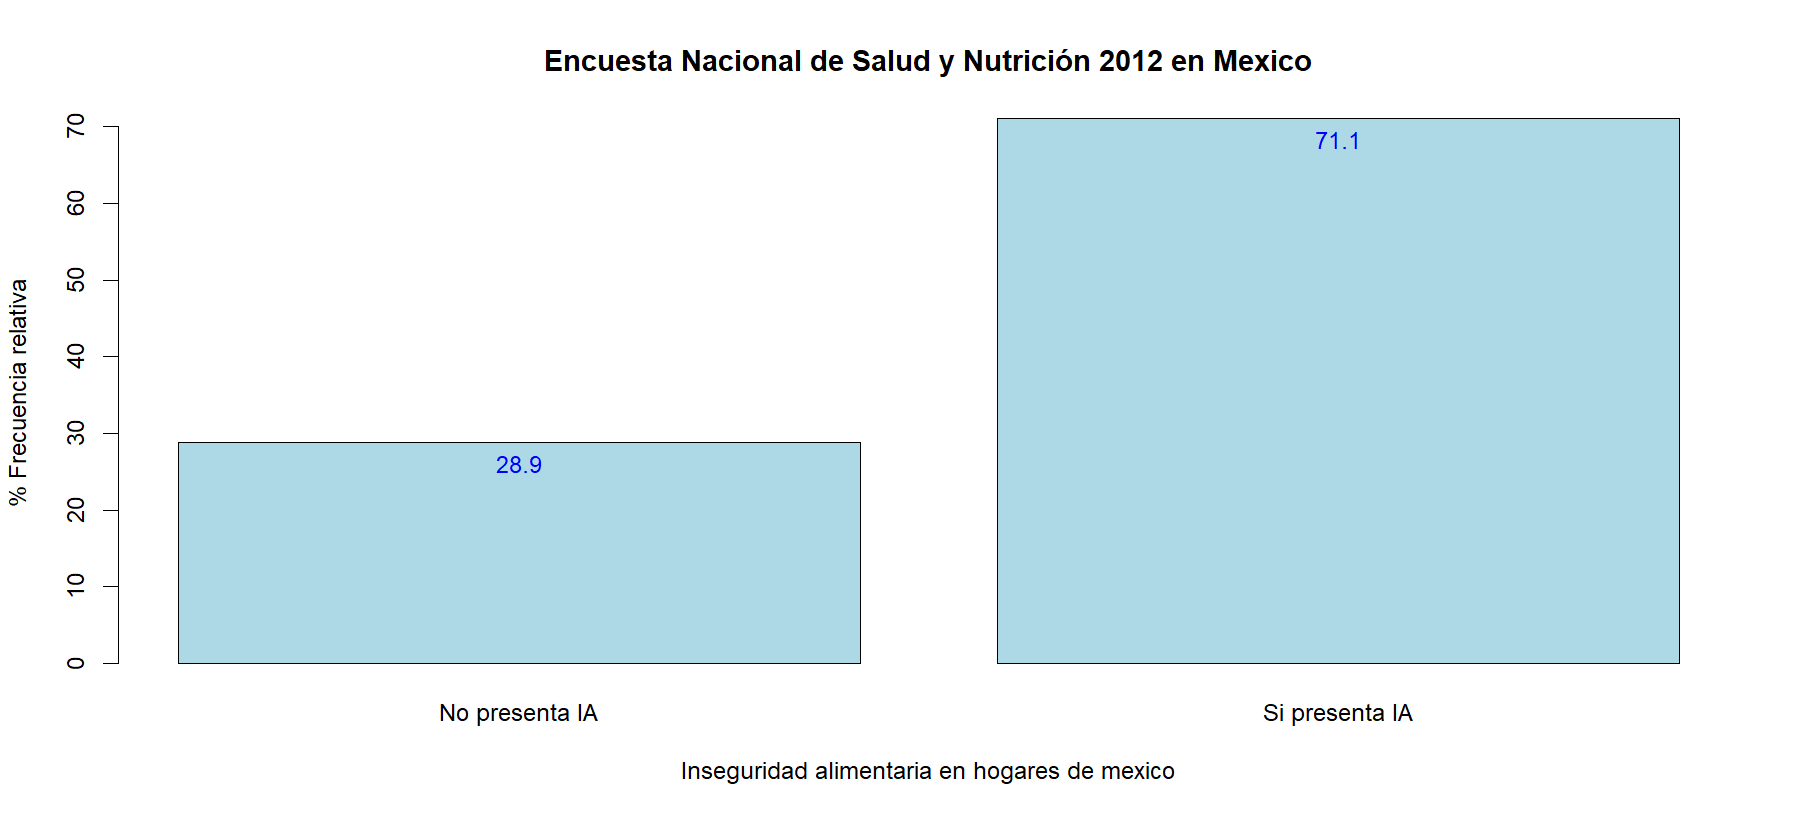 Encuesta Nacional de Salud y Nutrición 2012 en Mexico
% Frecuencia relativa
70
60
50
40
30
20
10
0
28.9
71.1
No presenta IA
Si presenta IA
Inseguridad alimentaria en hogares de mexico